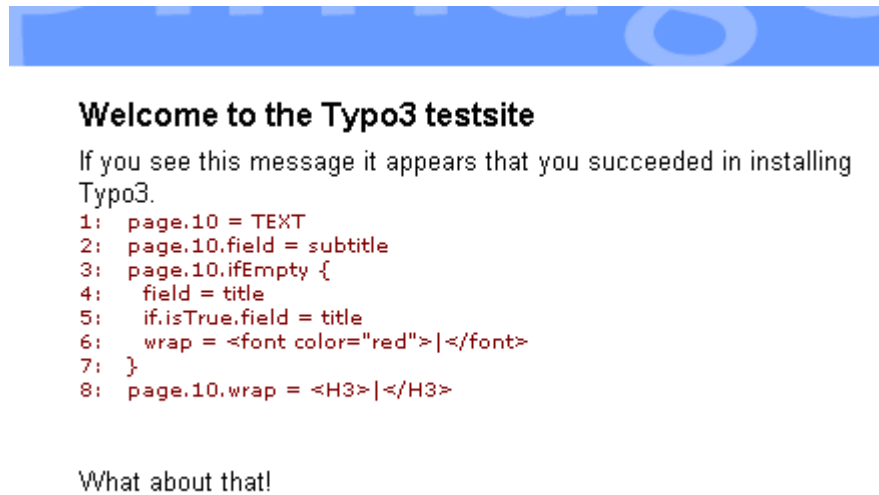 Welcome to the Typo3 testsite
If you see this message it appears that you succeeded in installing
Typo3.
1:  page.10 = TEXT
2:  page.10.field = subtitle
3:  page.10.ifEmpty {
4:    field = title
5:    if.isTrue.field = title
6:    wrap = <font color="red">|</font>
7:  }
8:  page.10.wrap = <H3>|</H3>
What about that!